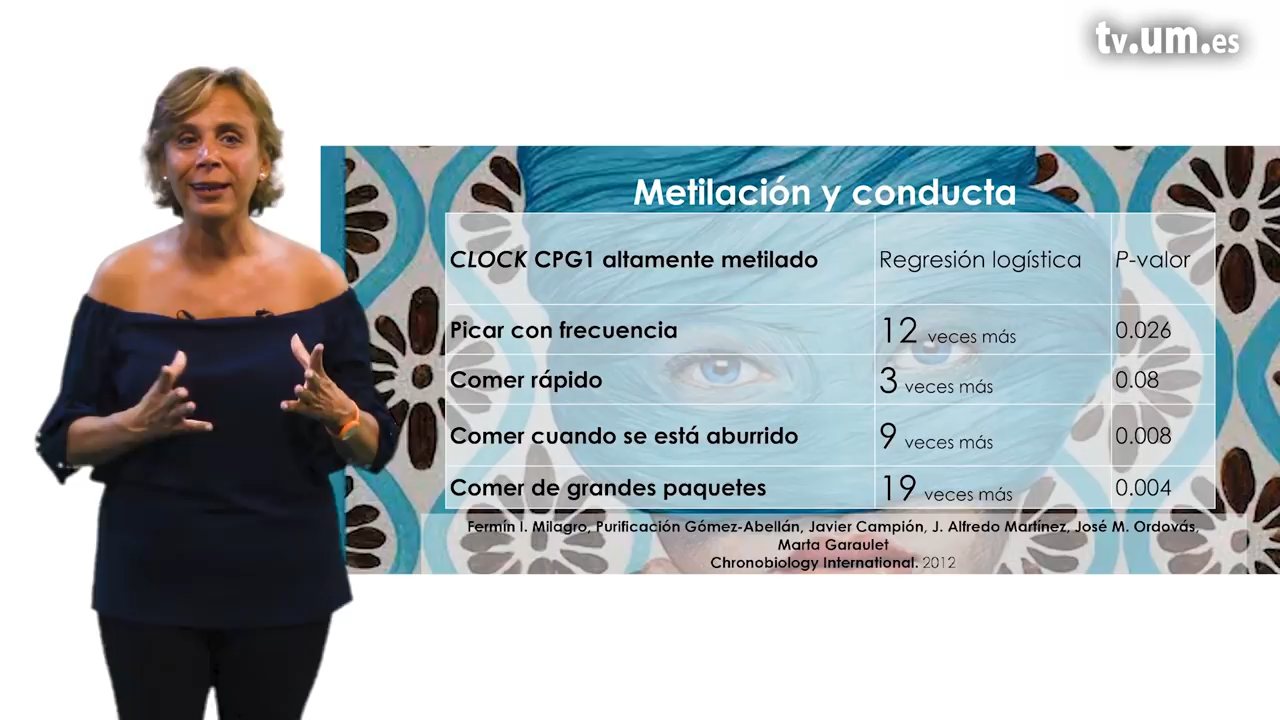 tv.um.es
Metilación y conducta
CLOCK CPG1 altamente metilado Regresión logística P-valor
Picar con frecuencia 12 veces más 0.026
Comer rápido 3 veces más 0.08
Comer cuando se está aburrido 9 veces más 0.008
Comer de grandes paquetes 19 veces más 0.004
Fermín I. Milagro, Purificación Gómez-Abellán, Javier Campión, J. Alfredo Martínez, José M. Ordovás,
Marta Garaulet
Chronobiology International. 2012